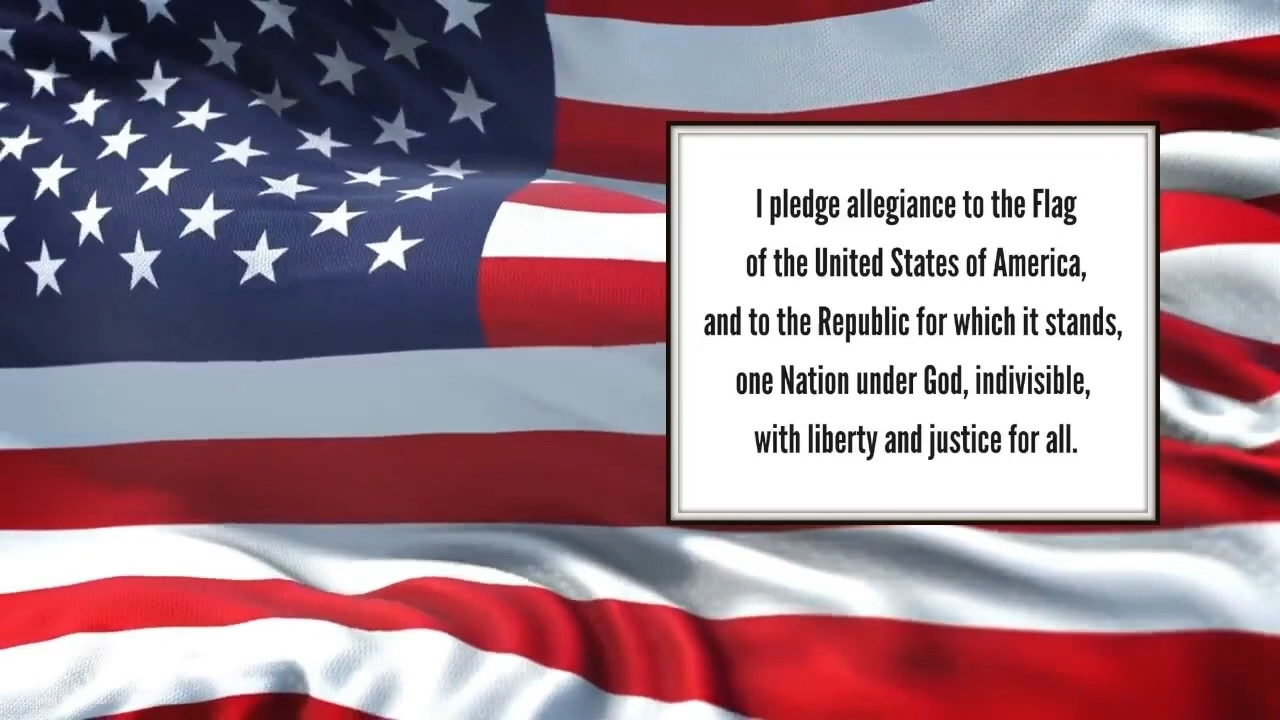 I pledge allegiance to the Flag
of the United States of America,
and to the Republic for which it stands,
one Nation under God, indivisible,
with liberty and justice for all.